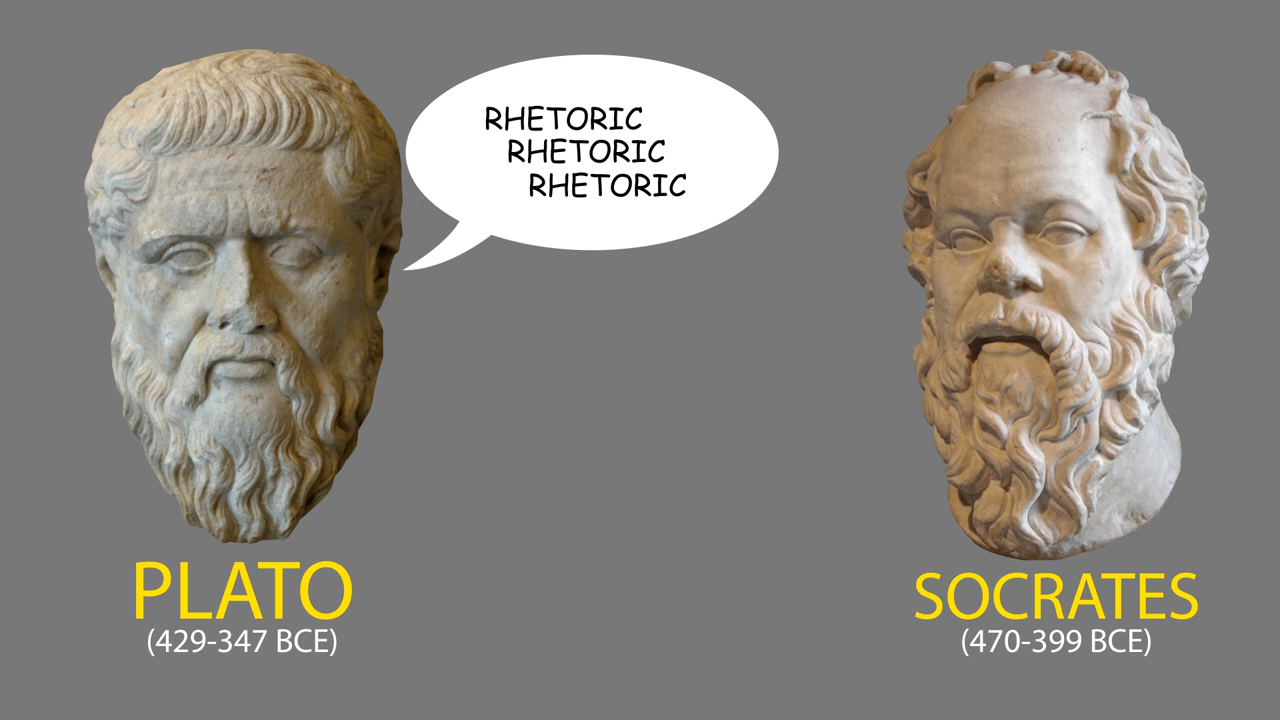 RHETORIC
RHETORIC
RHETORIC
PLATO
(429-347 BCE)
SOCRATES
(470-399 BCE)